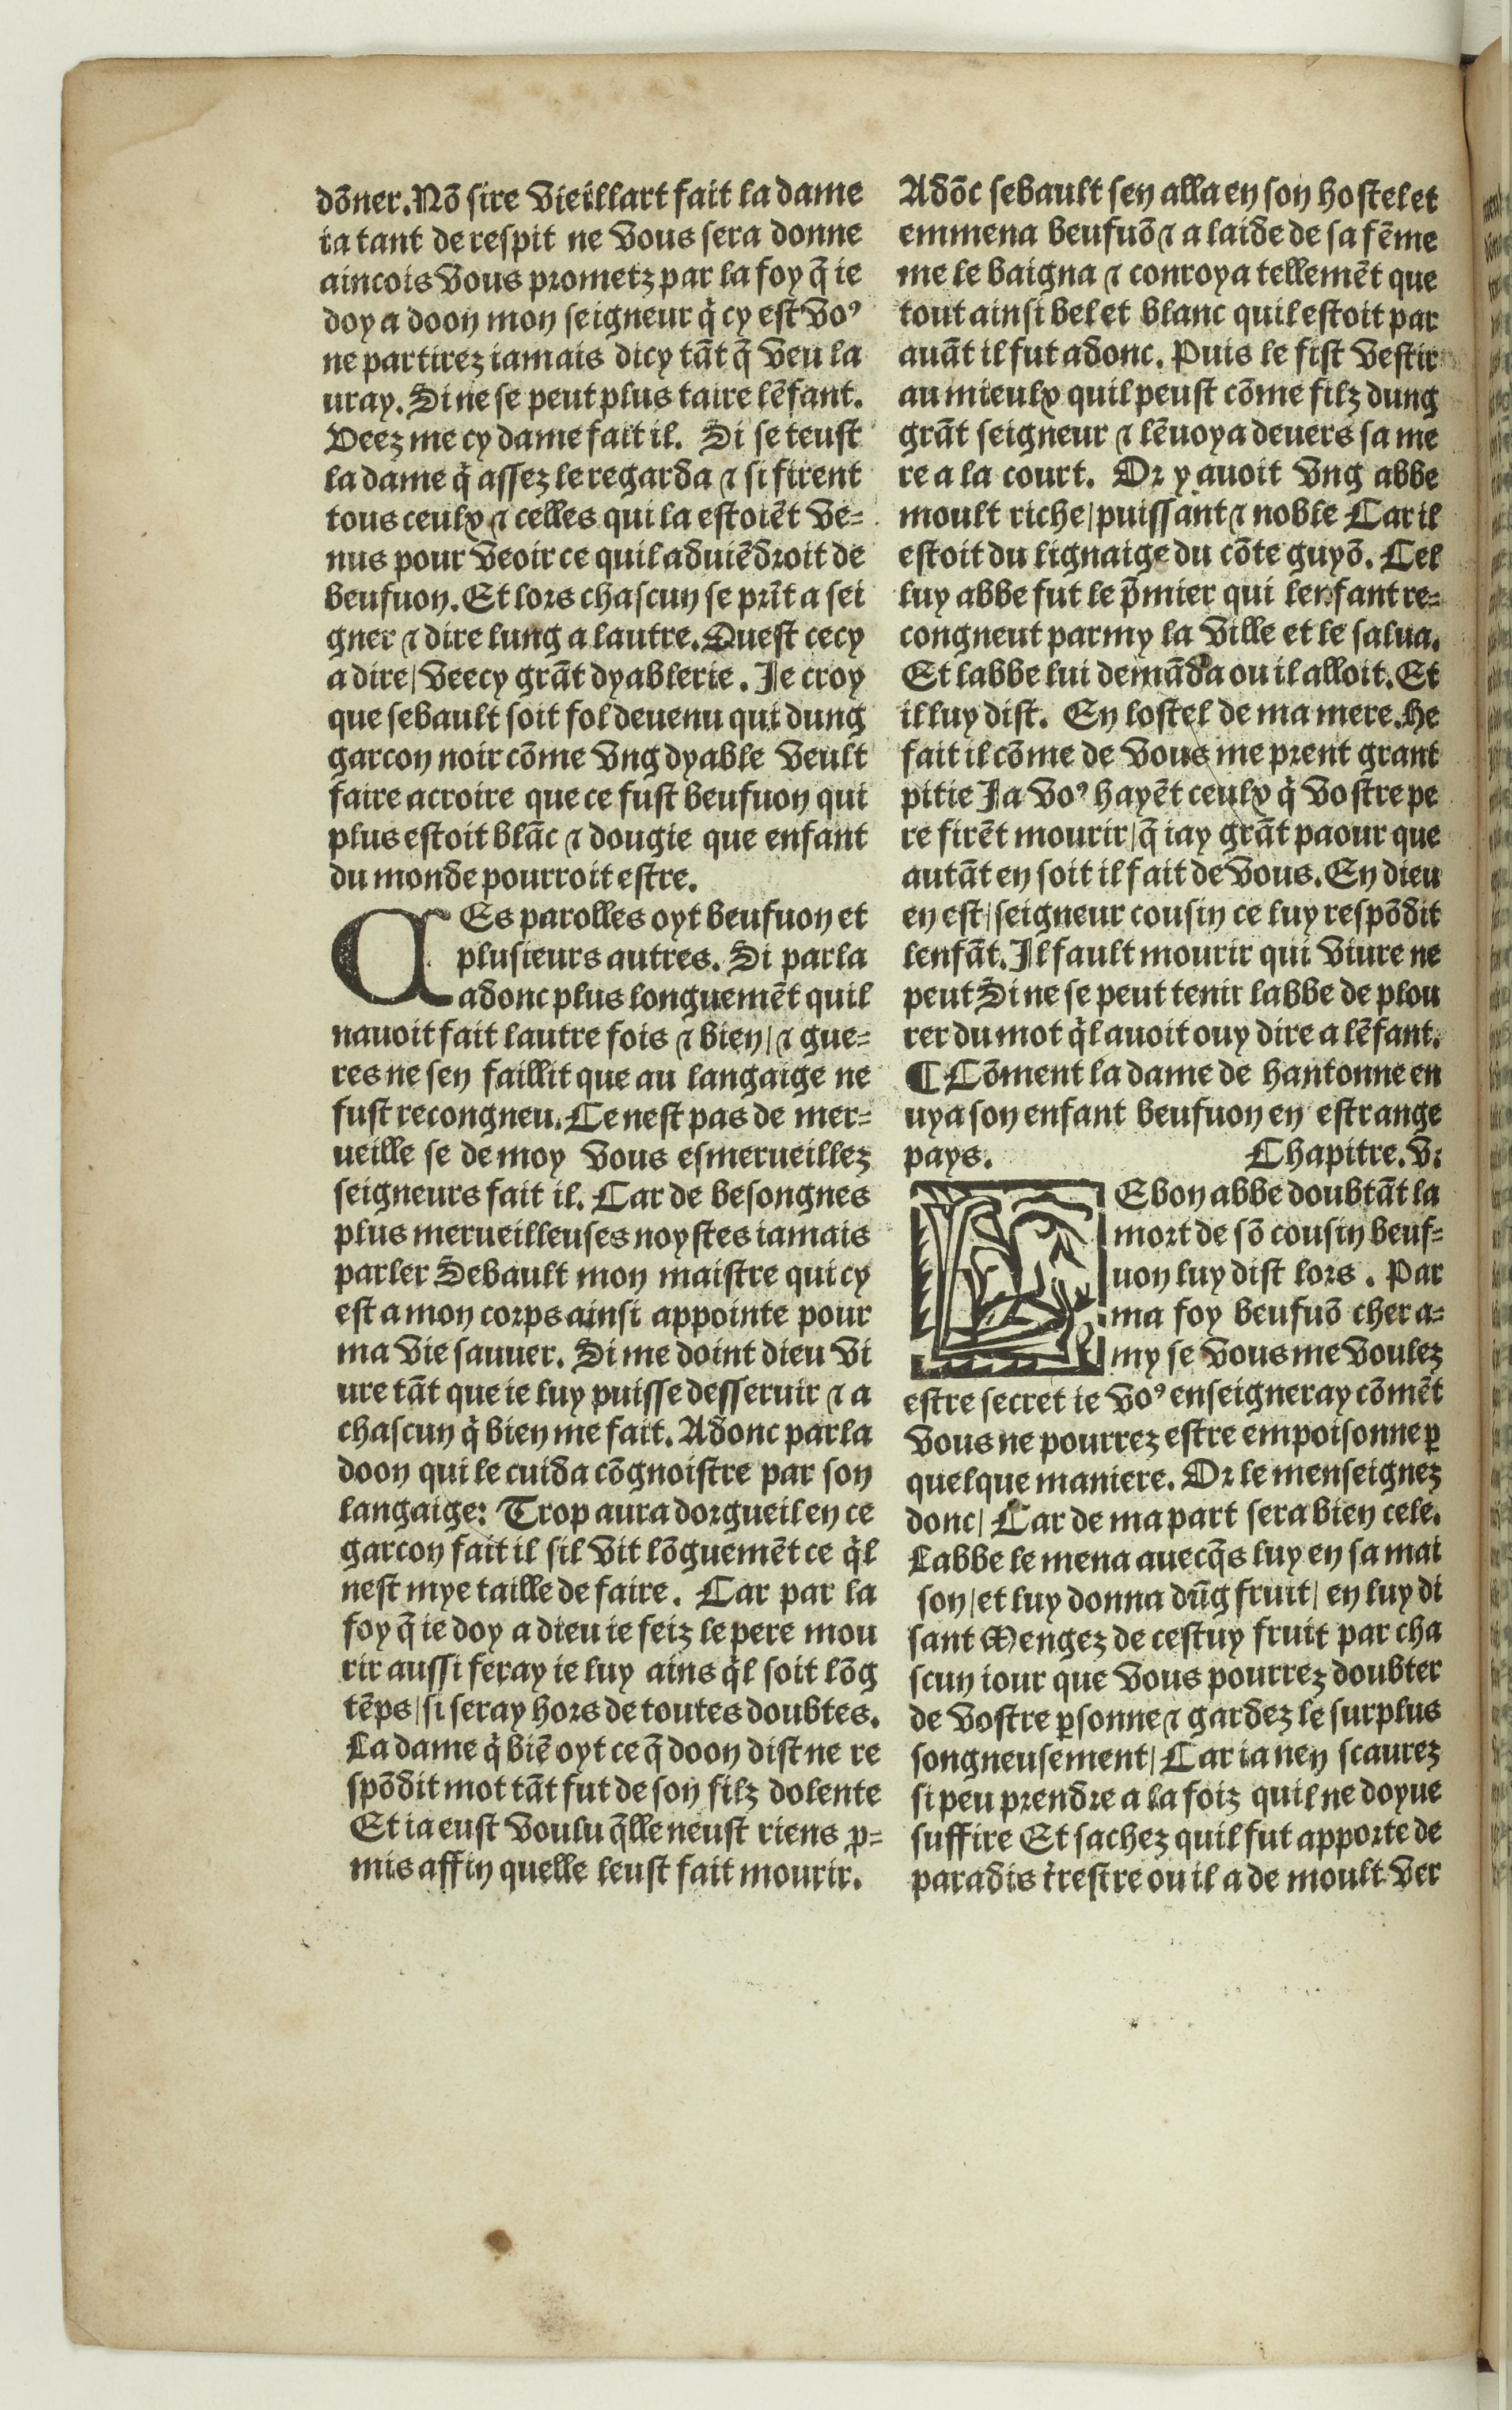 dõner. Nõ sire vieillart fait la dame
ia tant de respit ne vous sera donne
aincois vous prometz par la foy q̃ ie
doy a doon mon seigneur q̇ cy est voꝰ
ne partirez iamais dicy tãt q̃ veu la
uray. Si ne se peut plus taire lẽfant.
Veez me cy dame fait il. Si se teust
la dame q̇ assez le regarda ⁊ si firent
tous ceulx ⁊ celles qui la estoiẽt ve=
nus pour veoir ce quil aduiẽdroit de
beufuon. Et lors chascun se prĩt a sei
gner ⁊ dire lung a lautre. Quest cecy
a dire/ veecy grãt dyablerie. Je croy
que sebault soit fol deuenu qui dung
garcon noir cõme vng dyable veult
faire acroire que ce fust beufuon qui
plus estoit blãc ⁊ dougie que enfant
du monde pourroit estre.
CEs parolles oyt beufuon et
plusieurs autres. Si parla
adonc plus longuemẽt quil
nauoit fait lautre fois ⁊ bien/ ⁊ gue=
res ne sen faillit que au langaige ne
fust recongneu. Ce nest pas de mer=
ueille se de moy vous esmerueillez
seigneurs fait il. Car de besongnes
plus merueilleuses noystes iamais
parler Sebault mon maistre qui cy
est a mon corps ainsi appointe pour
ma vie sauuer. Si me doint dieu vi
ure tãt que ie luy puisse desseruir ⁊ a
chascun q̇ bien me fait. Adonc parla
doon qui le cuida cõgnoistre par son
langaige: Trop aura dorgueil en ce
garcon fait il sil vit lõguemẽt ce q̇l
nest mye taille de faire. Car par la
foy q̃ ie doy a dieu ie feiz le pere mou
rir aussi feray ie luy ains q̇l soit lõg
tẽps/ si seray hors de toutes doubtes.
La dame q̇ biẽ oyt ce q̃ doon dist ne re
spõdit mot tãt fut de son filz dolente
Et ia eust voulu q̃lle neust riens ꝓ=
mis affin quelle leust fait mourir.
Adõc sebault sen alla en son hostel et
emmena beufuõ ⁊ a laide de sa fẽme
me le baigna ⁊ conroya tellemẽt que
tout ainsi bel et blanc quil estoit par
auãt il fut adonc. Puis le fist vestir
au mieulx quil peust cõme filz dung
grãt seigneur ⁊ lẽuoya deuers sa me
re a la court. Or y auoit vng abbe
moult riche/ puissant ⁊ noble Car il
estoit du lignaige du cõte guyõ. Cel
luy abbe fut le p̃mier qui lenfant re=
congneut parmy la ville et le salua.
Et labbe lui demãda ou il alloit. Et
il luy dist. En lostel de ma mere. He
fait il cõme de vous me prent grant
pitie Ja voꝰ hayẽt ceulx q̇ vostre pe
re firẽt mourir/ q̃ iay grãt paour que
autãt en soit il fait de vous. En dieu
en est/ seigneur cousin ce luy respõdit
lenfãt. Il fault mourir qui viure ne
peut Si ne se peut tenir labbe de plou
rer du mot q̇l auoit ouy dire a lẽfant.
¶ Cõment la dame de hantonne en
uya son enfant beufuon en estrange
pays. Chapitre. v.
LE bon abbe doubtãt la
mort de sõ cousin beuf=
uon luy dist lors. Par
ma foy beufuõ cher a=
my se vous me voulez
estre secret ie voꝰ enseigneray cõmẽt
vous ne pourrez estre empoisonne ꝑ
quelque maniere. Or le menseignez
donc/ Car de ma part sera bien cele.
Labbe le mena auecq̃s luy en sa mai
son/ et luy donna dũg fruit/ en luy di
sant Mengez de cestuy fruit par cha
scun iour que vous pourrez doubter
de vostre ꝑsonne ⁊ gardez le surplus
songneusement/ Car ia nen scaurez
si peu prendre a la foiz quil ne doyue
suffire Et sachez quil fut apporte de
paradis t̾restre ou il a de moult ver